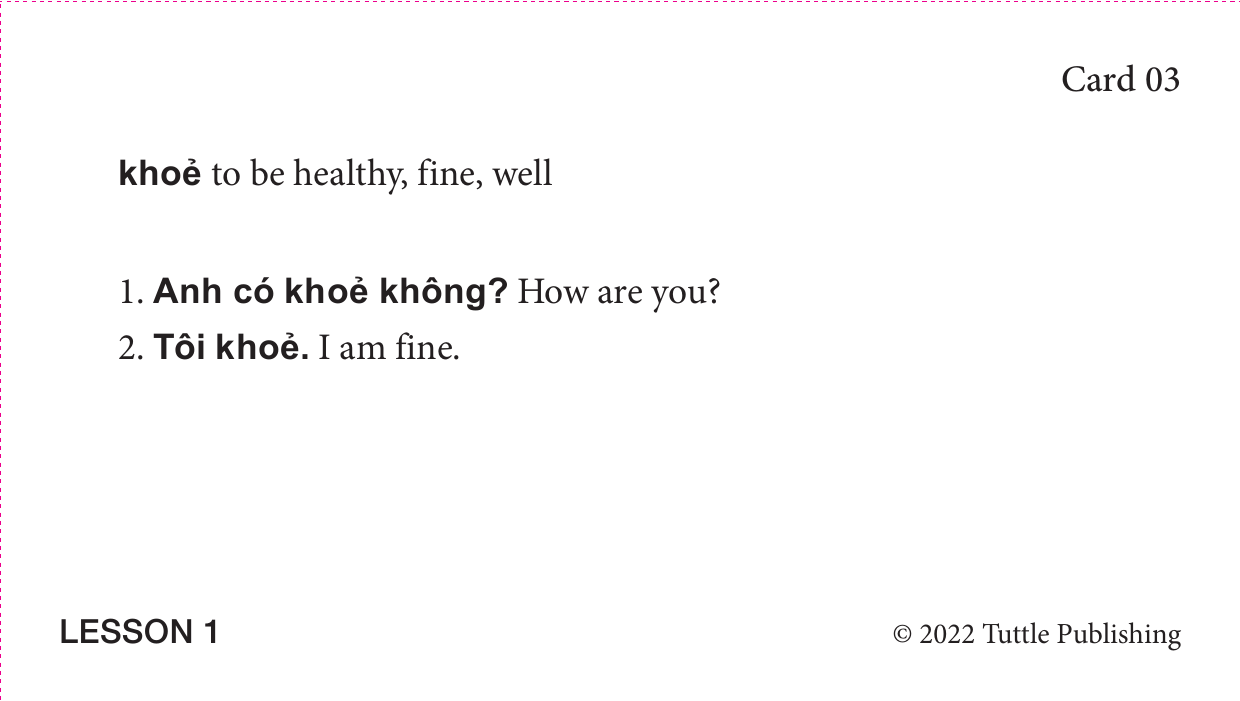 Card 03
khoẻ to be healthy, fine, well
1. Anh có khoẻ không? How are you?
2. Tôi khoẻ. I am fine.
LESSON 1
© 2022 Tuttle Publishing